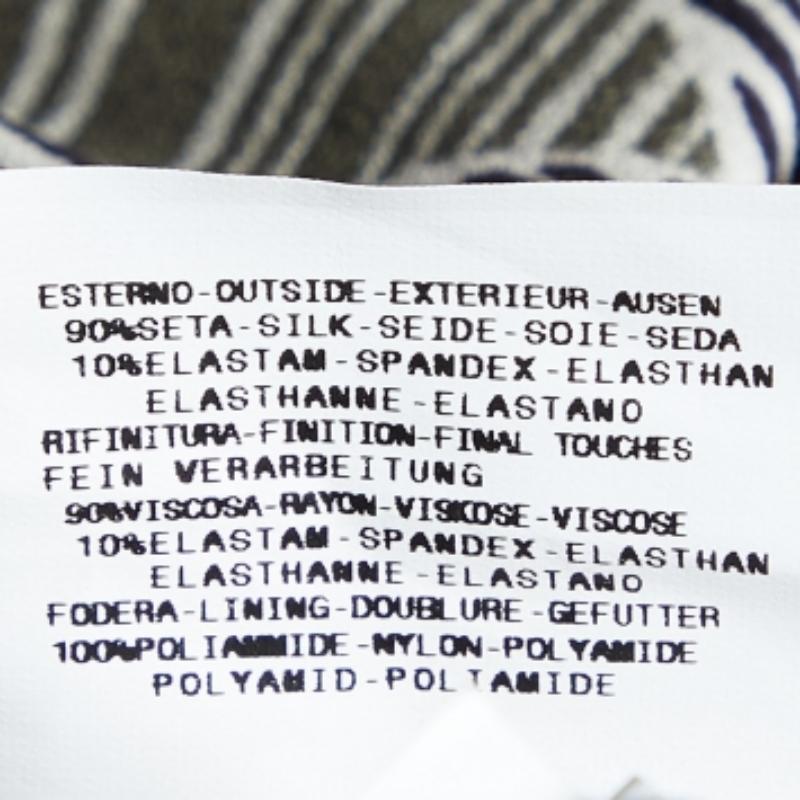 ESTERNO-OUTSIDE-EXTERIEUR-AUSEN
90%SETA-SILK-SEIDE-SOIE-SEDA
10%ELASTAM-SPANDEX-ELASTHAN
ELASTHANNE-ELASTANO
RIFINITURA-FINITION-FINAL TOUCHES
FEIN VERARBEITUNG
90%VISCOSA-RAYON-VISKOSE-VISCOSE
10%ELASTAM-SPANDEX-ELASTHAN
ELASTHANNE-ELASTANO
FODERA-LINING-DOUBLURE-GEFUTTER
100%POLIAMMIDE-NYLON-POLYAMIDE
POLYAMID-POLIAMIDE